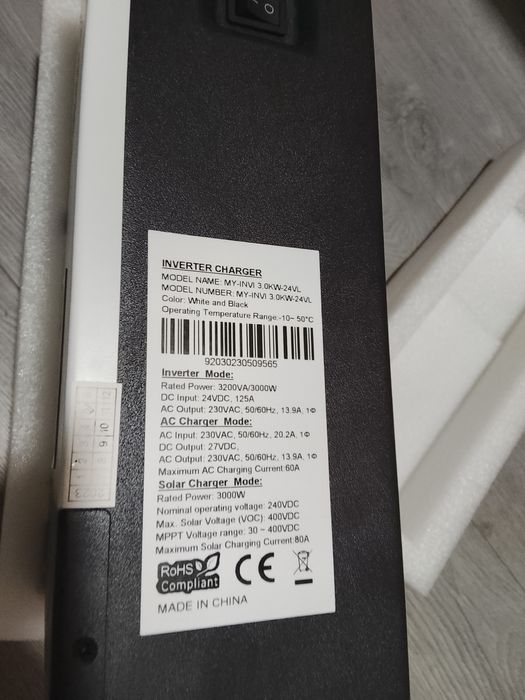 INVERTER CHARGER
MODEL NAME: MY-INVI 3.0KW-24VL
MODEL NUMBER: MY-INVI 3.0KW-24VL
Color: White and Black
Operating Temperature Range:-10~ 50°C
92030230509565
Inverter Mode:
Rated Power: 3200VA/3000W
DC Input: 24VDC, 125A
AC Output: 230VAC, 50/60Hz, 13.9A, 1Φ
AC Charger Mode:
AC Input: 230VAC, 50/60Hz, 20.2A, 1Φ
DC Output: 27VDC,
AC Output: 230VAC, 50/60Hz, 13.9A, 1Φ
Maximum AC Charging Current 60A
Solar Charger Mode:
Rated Power: 3000W
Nominal operating voltage: 240VDC
Max. Solar Voltage (VOC): 400VDC
MPPT Voltage range: 30 ~ 400VDC
Maximum Solar Charging Current:80A
RoHS
Compliant
CE
MADE IN CHINA
2023